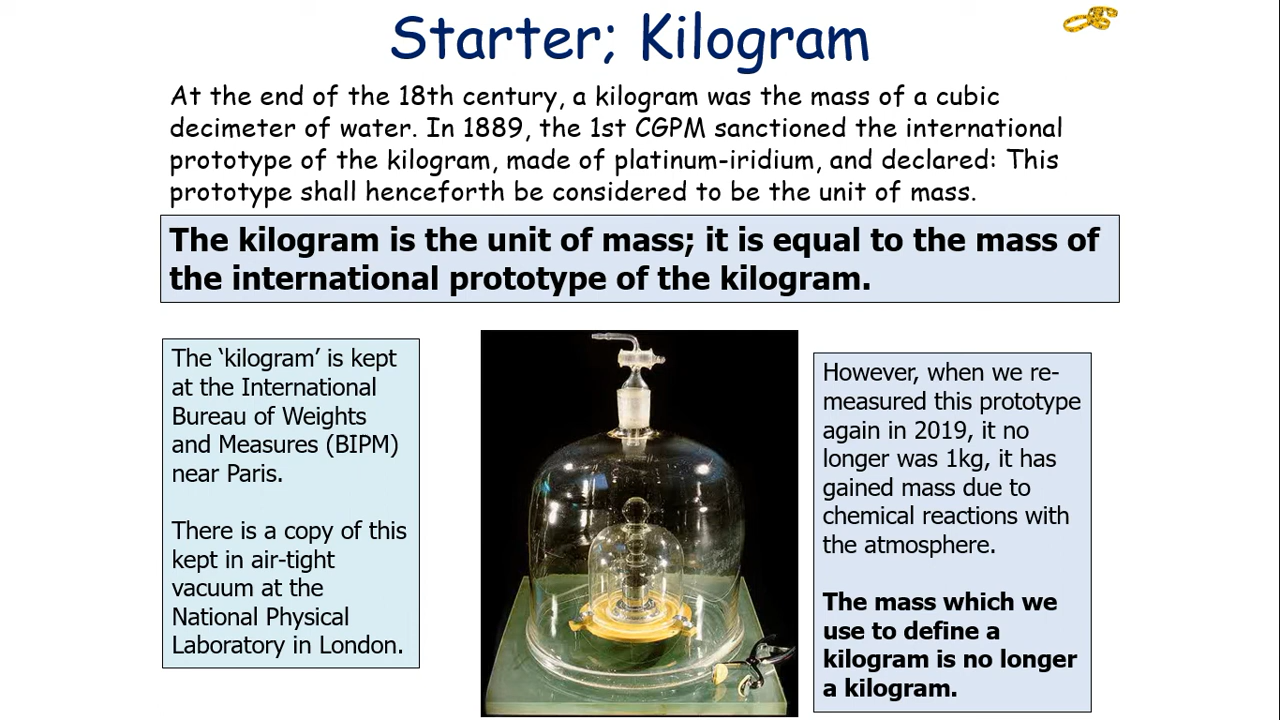 Starter; Kilogram
At the end of the 18th century, a kilogram was the mass of a cubic
decimeter of water. In 1889, the 1st CGPM sanctioned the international
prototype of the kilogram, made of platinum-iridium, and declared: This
prototype shall henceforth be considered to be the unit of mass.
The kilogram is the unit of mass; it is equal to the mass of
the international prototype of the kilogram.
The ‘kilogram’ is kept
at the International
Bureau of Weights
and Measures (BIPM)
near Paris.
There is a copy of this
kept in air-tight
vacuum at the
National Physical
Laboratory in London.
However, when we re-
measured this prototype
again in 2019, it no
longer was 1kg, it has
gained mass due to
chemical reactions with
the atmosphere.
The mass which we
use to define a
kilogram is no longer
a kilogram.